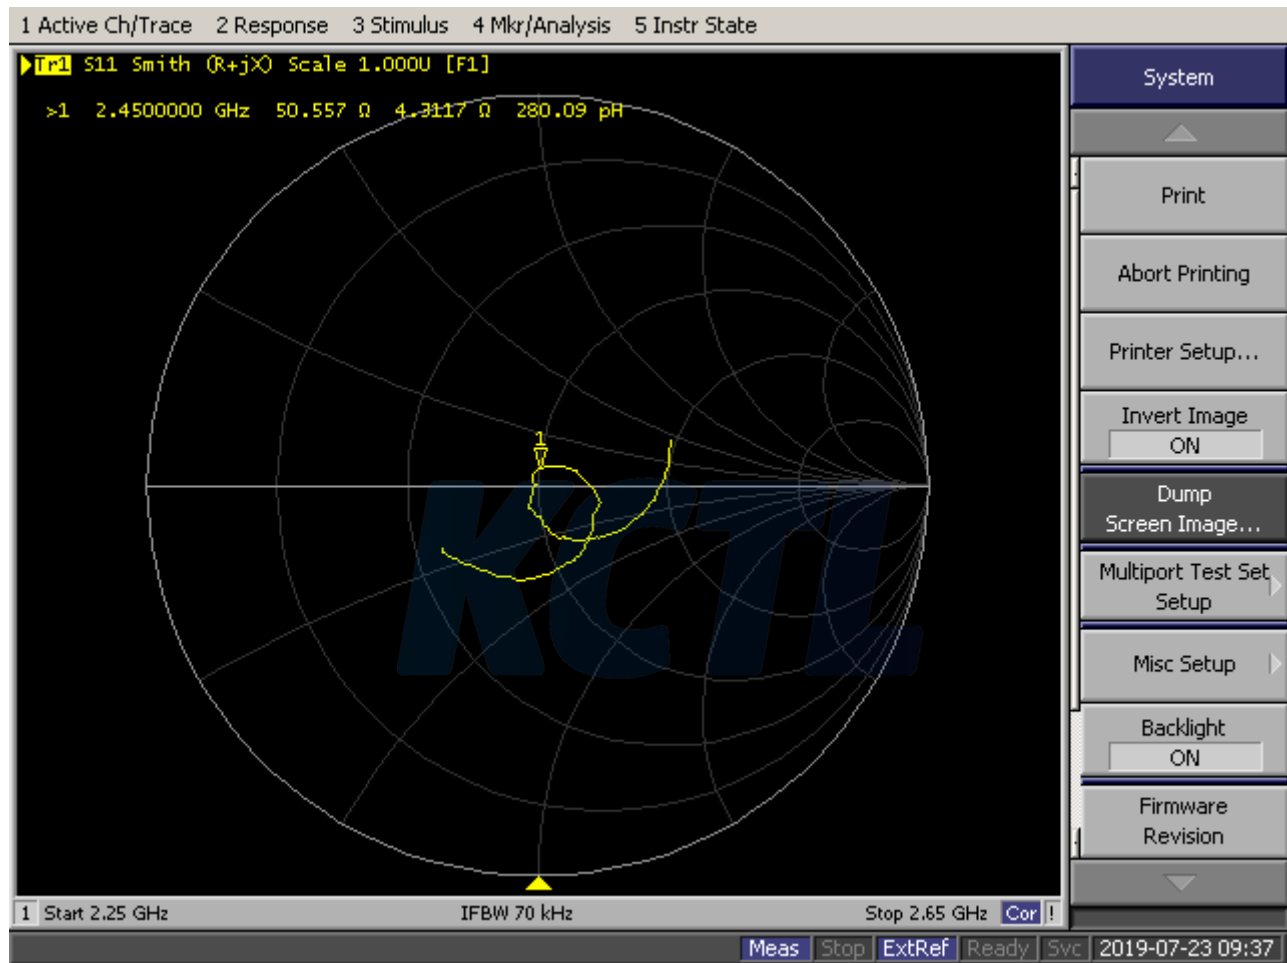 1 Active Ch/Trace 2 Response 3 Stimulus 4 Mkr/Analysis 5 Instr State
Tr1 S11 Smith (R+jX) Scale 1.000U [F1]
>1 2.4500000 GHz 50.557 Ω 4.3117 Ω 280.09 pH
1
KCTL
System
Print
Abort Printing
Printer Setup...
Invert Image
ON
Dump
Screen Image...
Multiport Test Set
Setup
Misc Setup
Backlight
ON
Firmware
Revision
1 Start 2.25 GHz IFBW 70 kHz Stop 2.65 GHz Cor !
Meas Stop ExtRef Ready Svc 2019-07-23 09:37